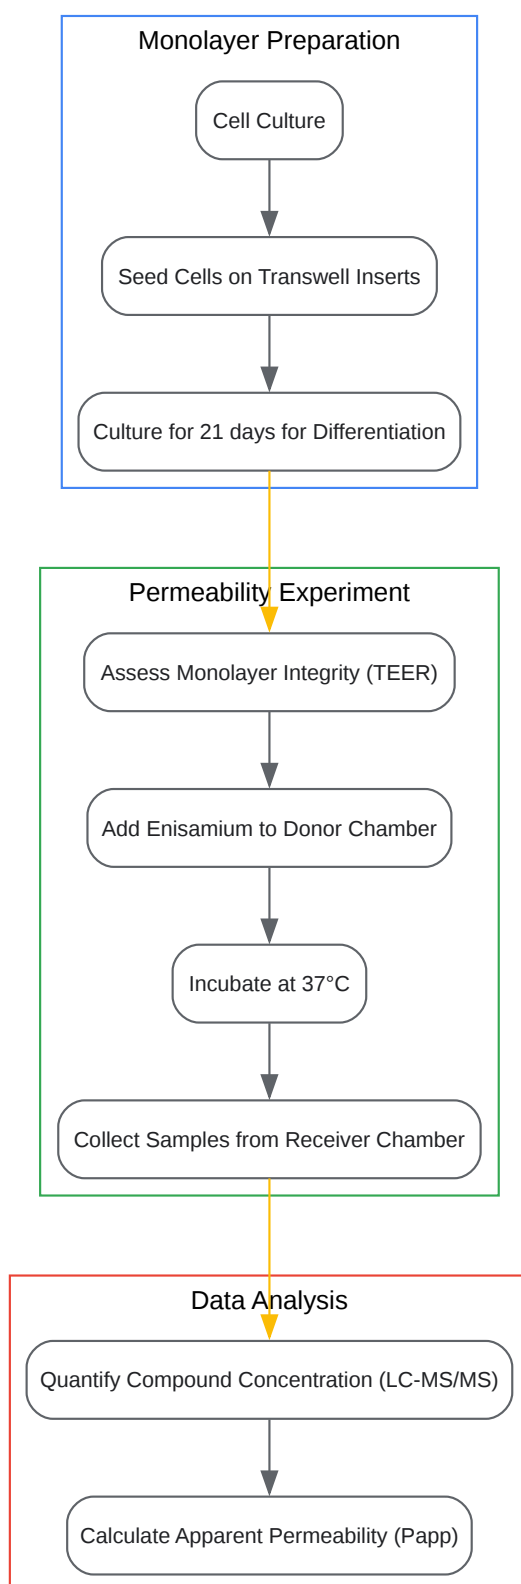 Monolayer Preparation
Cell Culture
Seed Cells on Transwell Inserts
Culture for 21 days for Differentiation
Permeability Experiment
Assess Monolayer Integrity (TEER)
Add Enisamium to Donor Chamber
Incubate at 37°C
Collect Samples from Receiver Chamber
Data Analysis
Quantify Compound Concentration (LC-MS/MS)
Calculate Apparent Permeability (Papp)